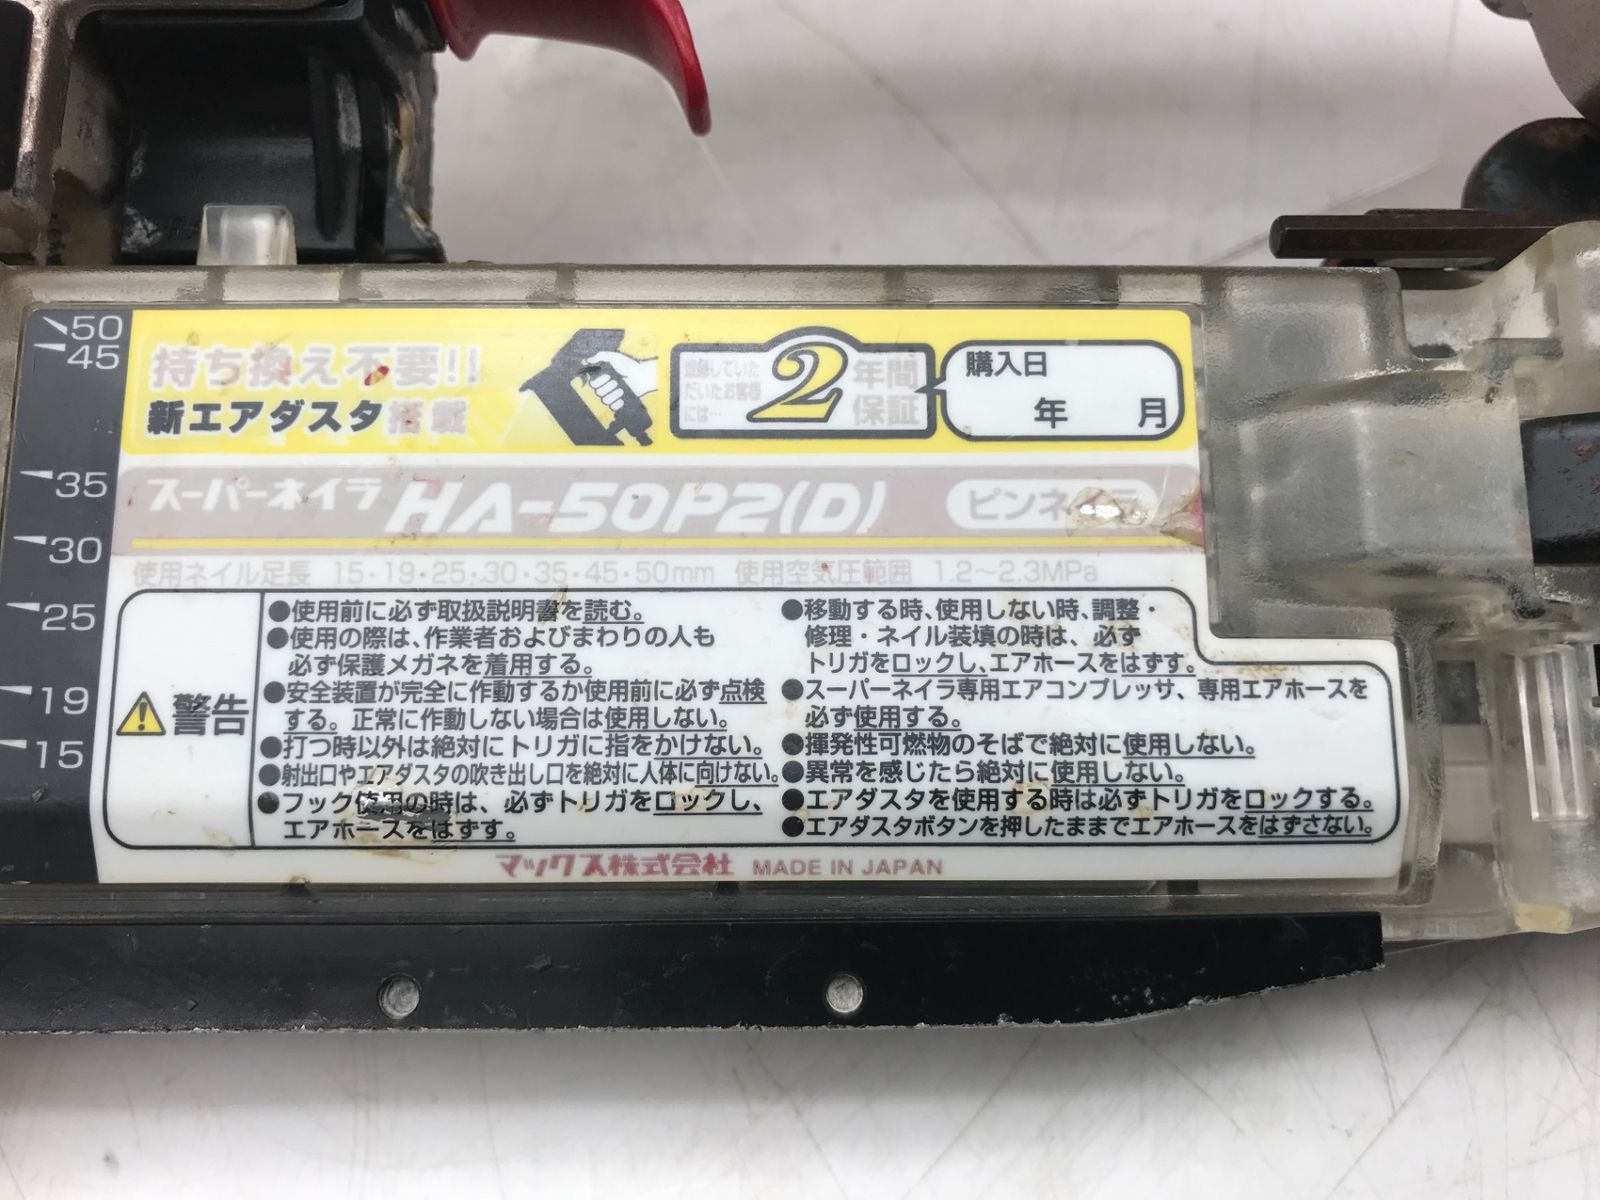 50
45
35
30
25
19
15
持ち換え不要!!
新エアダスタ搭載
登録していた
だいたお客様
には…
2年間
保証
購入日
年 月
スーパーネイラ HA-50P2(D) ピンネイラ
使用ネイル足長 15・19・25・30・35・45・50mm 使用空気圧範囲 1.2〜2.3MPa
警告
●使用前に必ず取扱説明書を読む。
●使用の際は、作業者およびまわりの人も
必ず保護メガネを着用する。
●安全装置が完全に作動するか使用前に必ず点検
する。正常に作動しない場合は使用しない。
●打つ時以外は絶対にトリガに指をかけない。
●射出口やエアダスタの吹き出し口を絶対に人体に向けない。
●フック使用の時は、必ずトリガをロックし、
エアホースをはずす。
●移動する時、使用しない時、調整・
修理・ネイル装填の時は、必ず
トリガをロックし、エアホースをはずす。
●スーパーネイラ専用エアコンプレッサ、専用エアホースを
必ず使用する。
●揮発性可燃物のそばで絶対に使用しない。
●異常を感じたら絶対に使用しない。
●エアダスタを使用する時は必ずトリガをロックする。
●エアダスタボタンを押したままでエアホースをはずさない。
マックス株式会社 MADE IN JAPAN